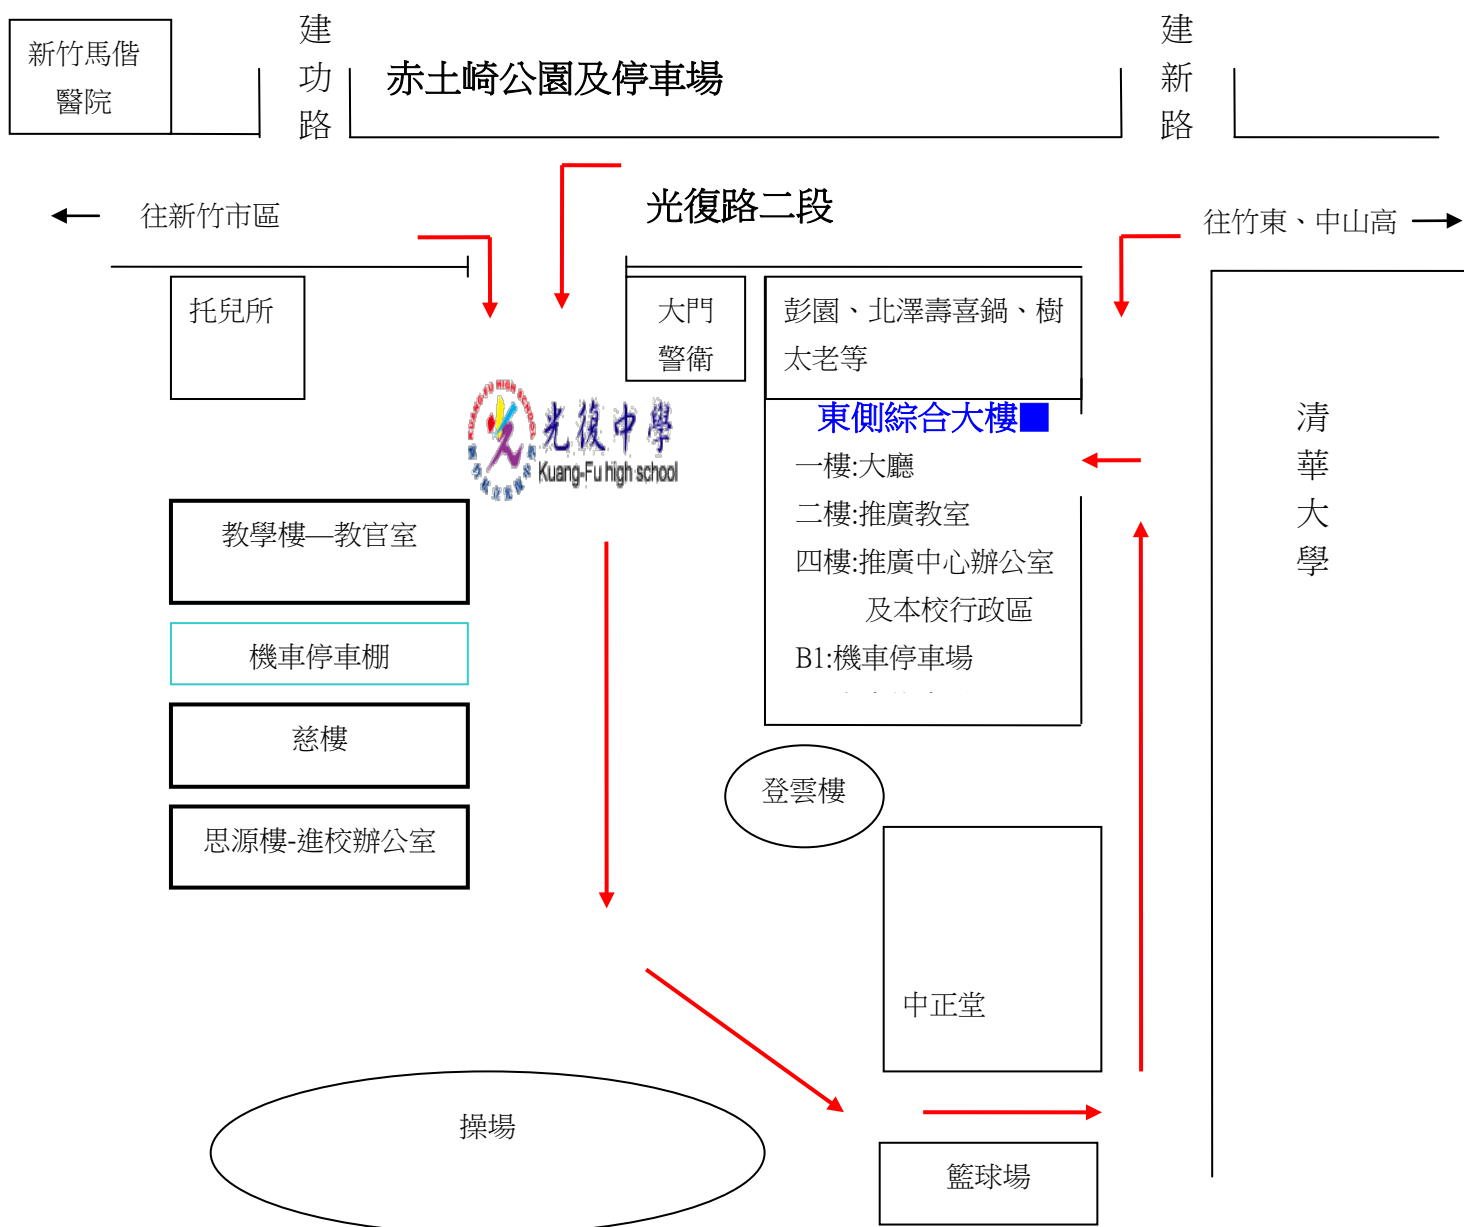 新竹馬偕
醫院
建功路
赤土崎公園及停車場
建新路
往新竹市區
光復路二段
往竹東、中山高
托兒所
大門
警衛
彭園、北澤壽喜鍋、樹
太老等
KUANG-FU HIGH SCHOOL
光復中學
Kuang-Fu high school
東側綜合大樓■
一樓:大廳
二樓:推廣教室
四樓:推廣中心辦公室
及本校行政區
B1:機車停車場
清華大學
教學樓—教官室
機車停車棚
慈樓
思源樓-進校辦公室
登雲樓
中正堂
操場
籃球場